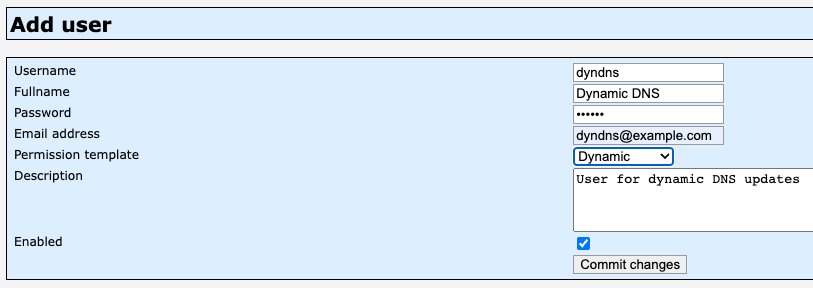 Add user
Username dyndns
Fullname Dynamic DNS
Password ••••••
Email address dyndns@example.com
Permission template Dynamic
Description User for dynamic DNS updates
Enabled
Commit changes